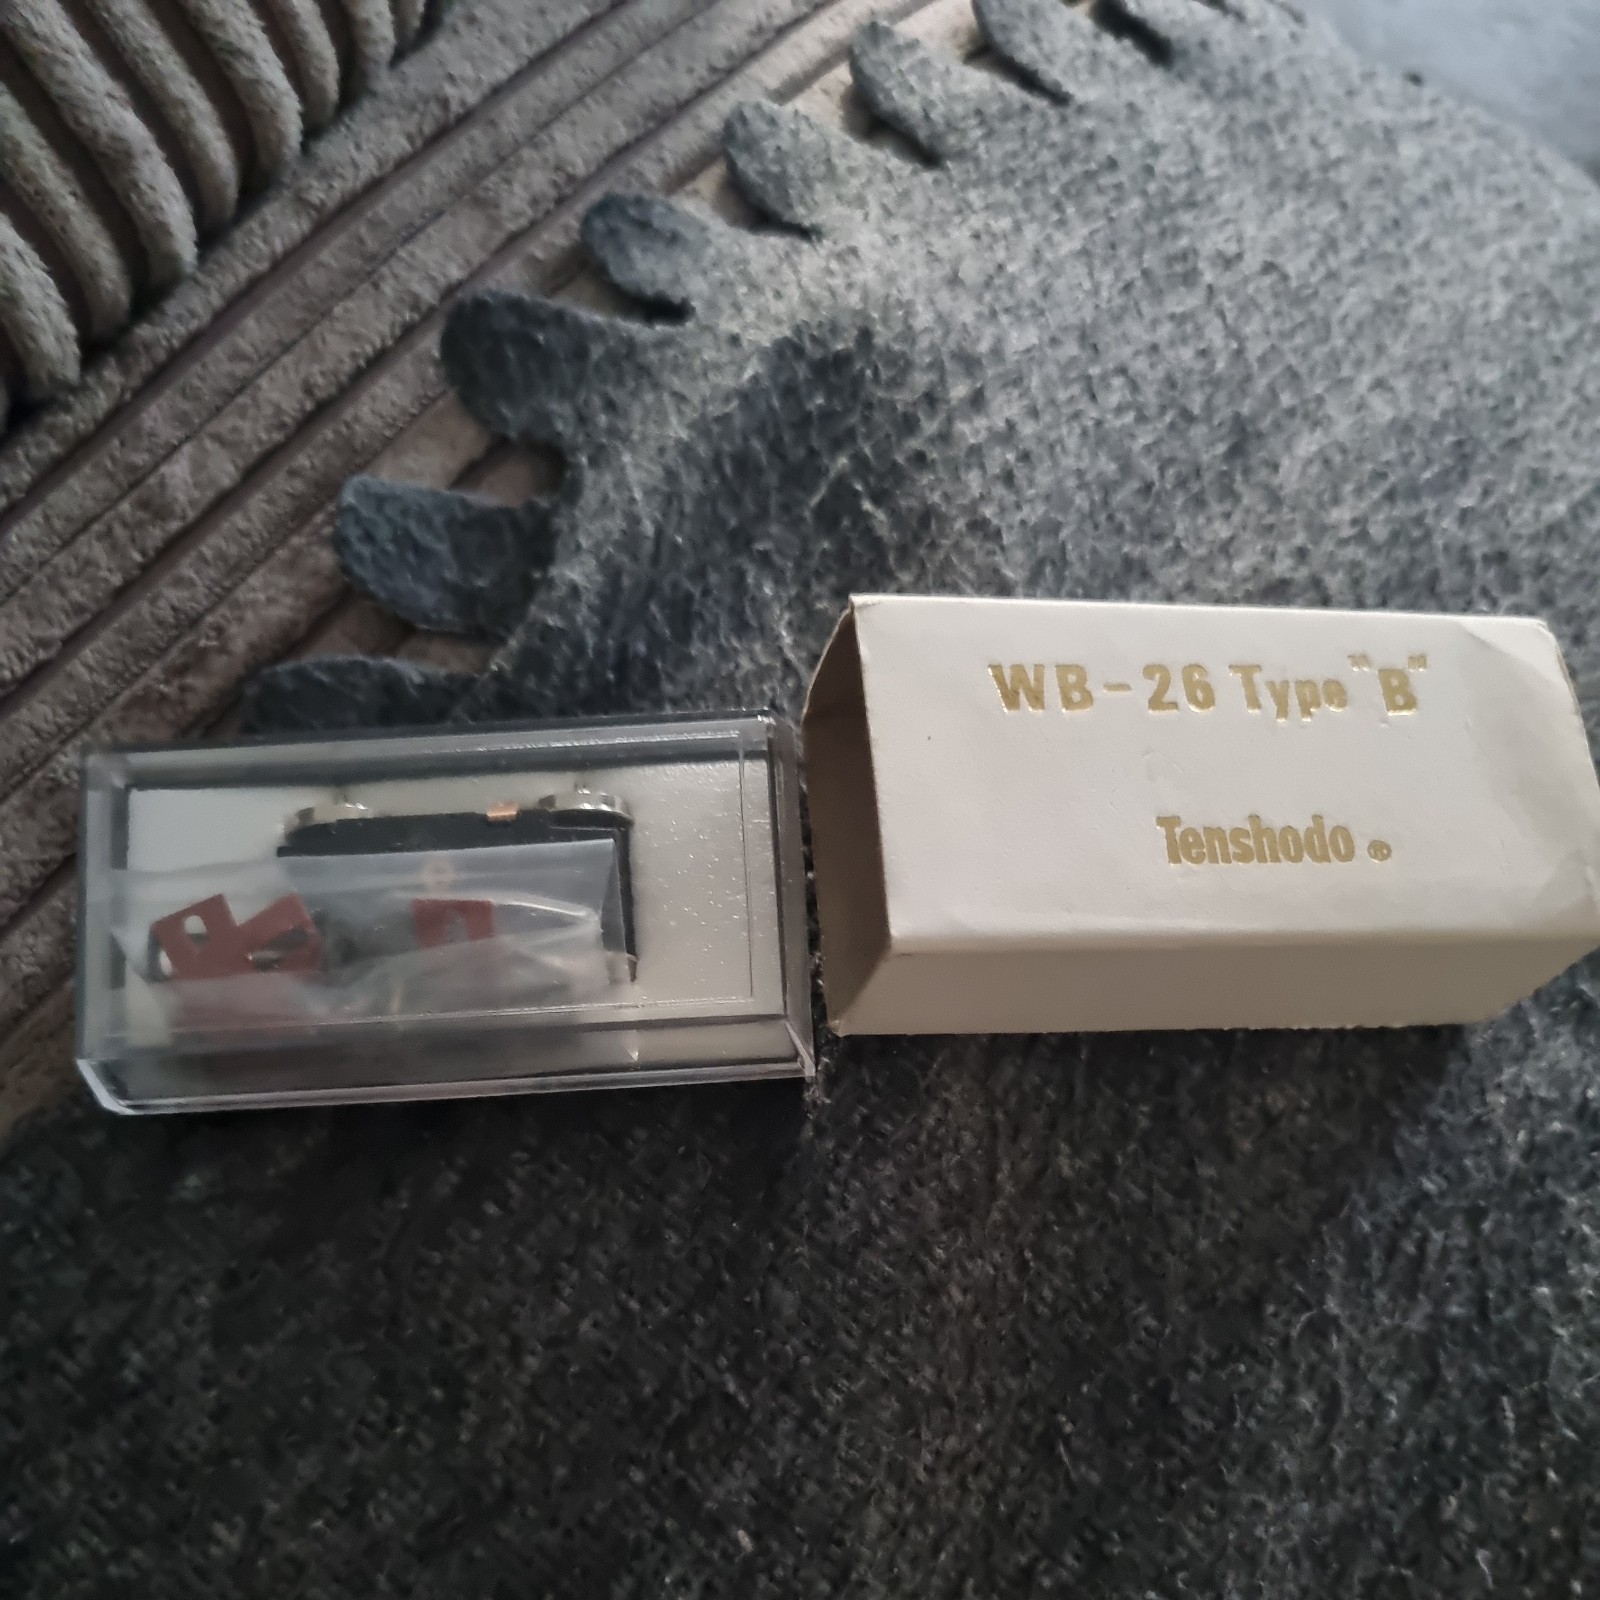 WB-26 Type "B"
Tenshodo ®